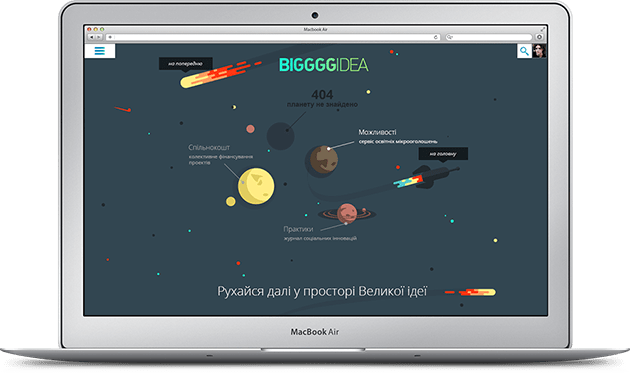 Macbook Air
на попередню
BIGGGGIDEA
404
планету не знайдено
Можливості
сервіс освітніх мікрооголошень
Спільнокошт
колективне фінансування
проектів
на головну
Практики
журнал соціальних інновацій
Рухайся далі у просторі Великої ідеї
MacBook Air